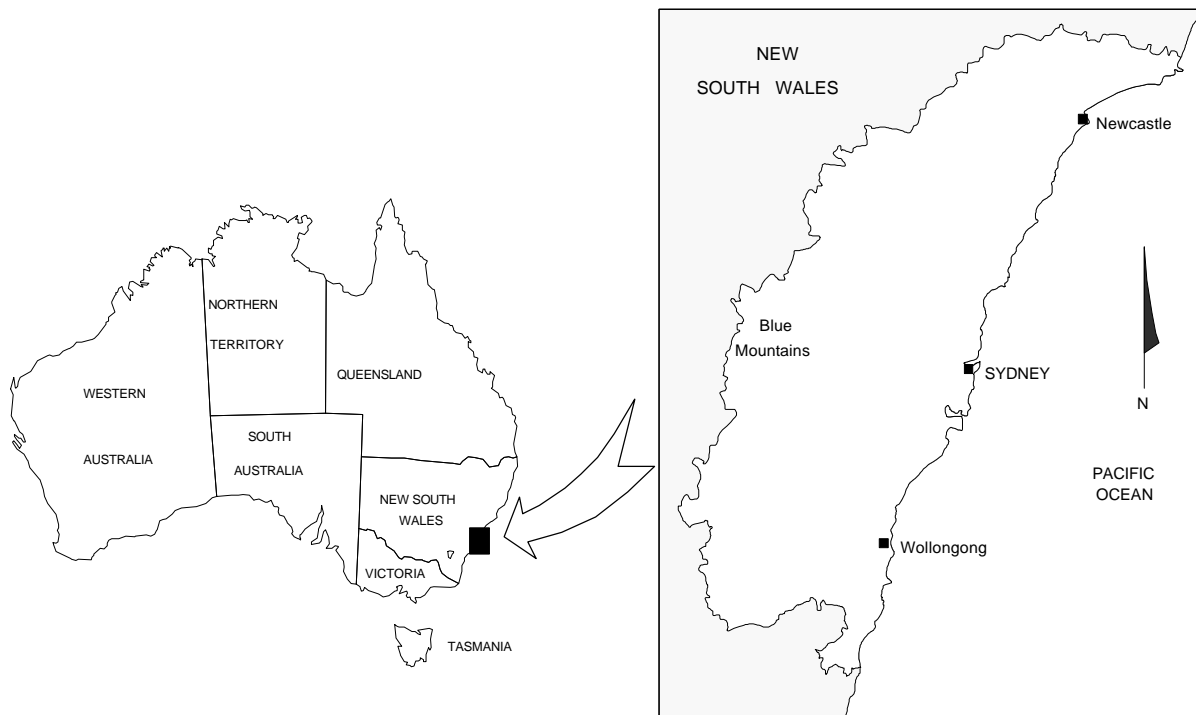 NORTHERN
TERRITORY
QUEENSLAND
WESTERN
AUSTRALIA
SOUTH
AUSTRALIA
NEW SOUTH
WALES
VICTORIA
TASMANIA
NEW
SOUTH WALES
Newcastle
Blue
Mountains
SYDNEY
N
PACIFIC
OCEAN
Wollongong